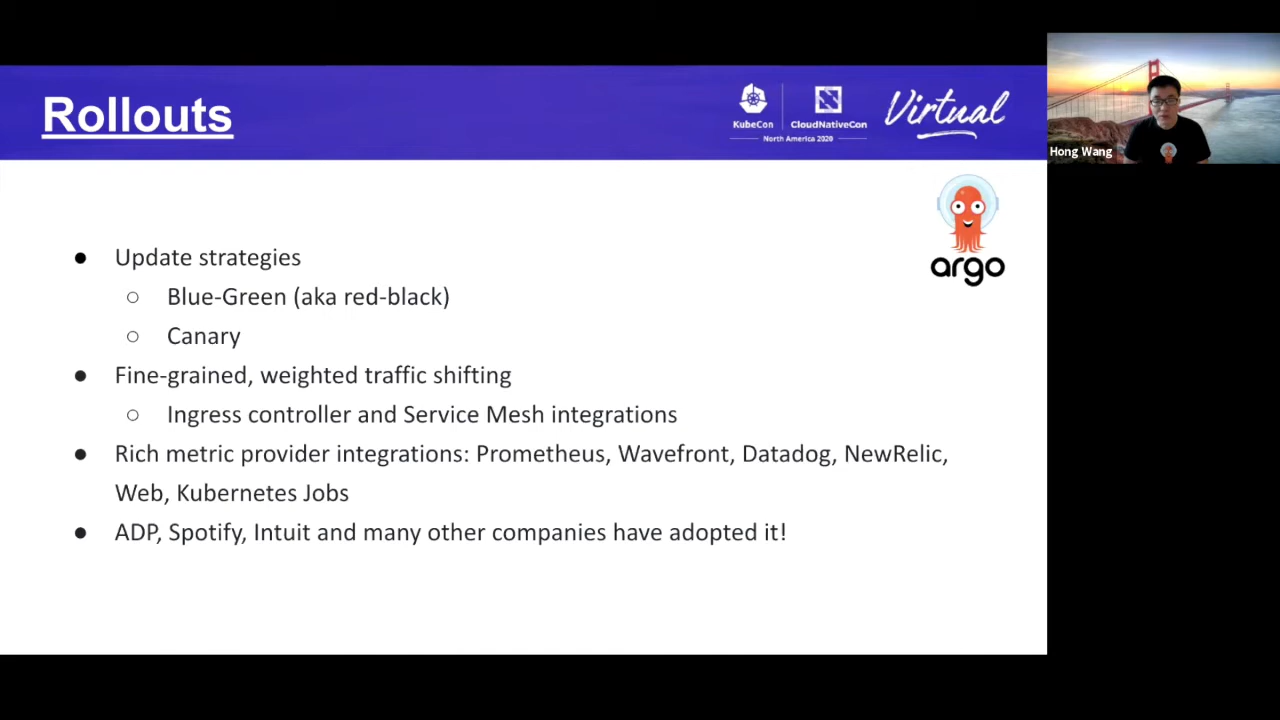 Rollouts
KubeCon
CloudNativeCon
North America 2020
Virtual
Hong Wang
argo
● Update strategies
○ Blue-Green (aka red-black)
○ Canary
● Fine-grained, weighted traffic shifting
○ Ingress controller and Service Mesh integrations
● Rich metric provider integrations: Prometheus, Wavefront, Datadog, NewRelic,
Web, Kubernetes Jobs
● ADP, Spotify, Intuit and many other companies have adopted it!